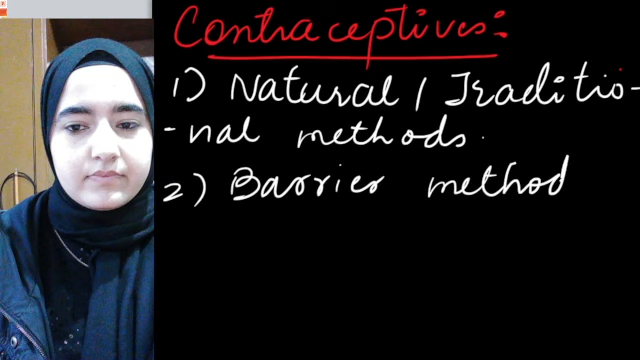 Contraceptives:
1) Natural / Traditio-
-nal methods.
2) Barrier method